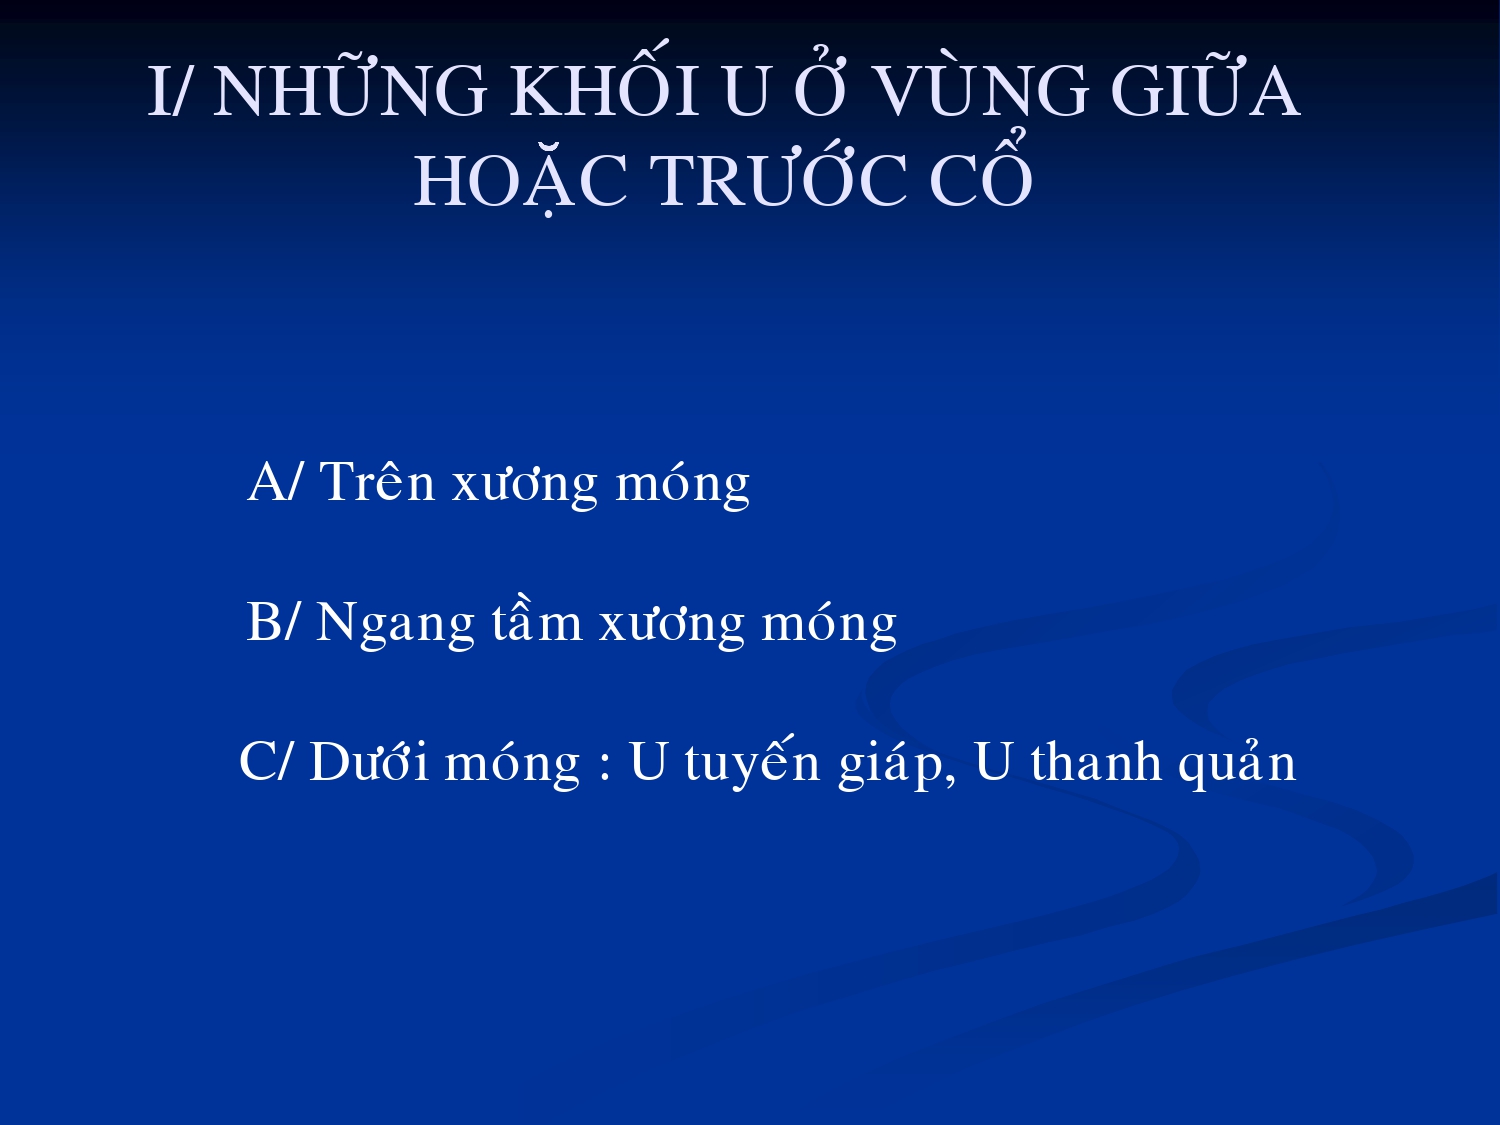 I/ NHỮNG KHỐI U Ở VÙNG GIỮA
HOẶC TRƯỚC CỔ
A/ Trên xương móng
B/ Ngang tầm xương móng
C/ Dưới móng : U tuyến giáp, U thanh quản